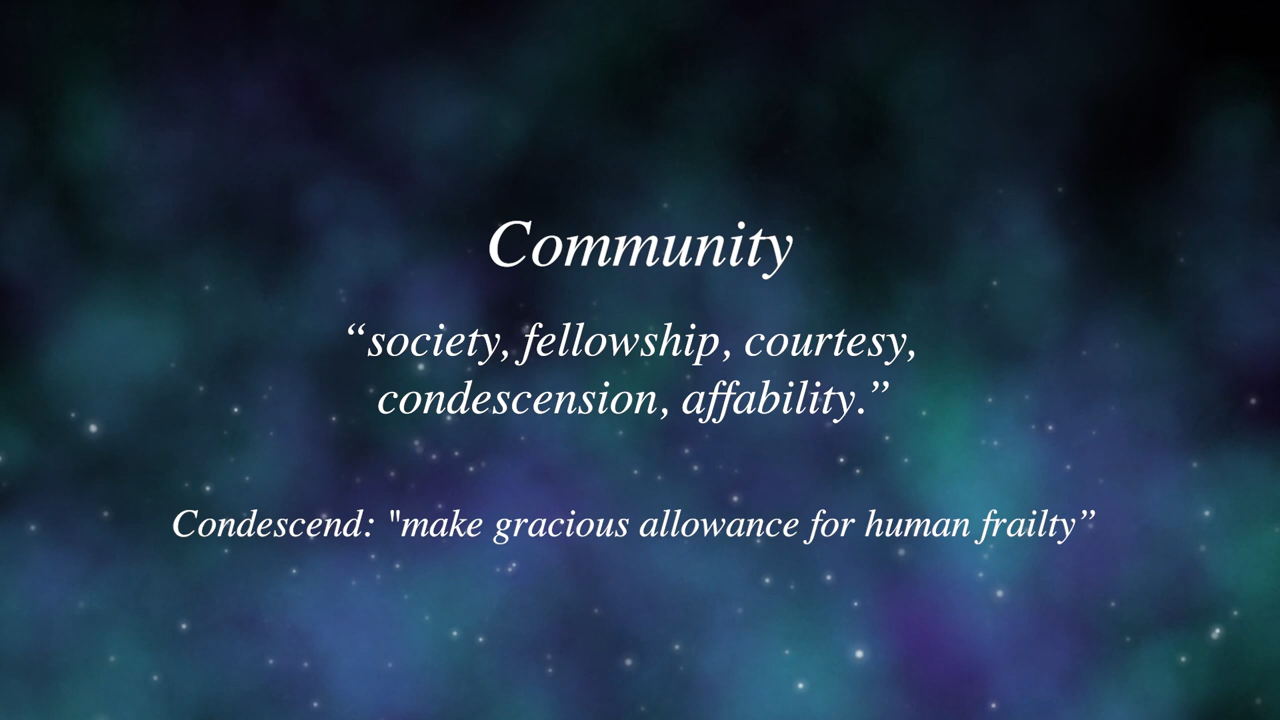 Community
“society, fellowship, courtesy,
condescension, affability.”
Condescend: "make gracious allowance for human frailty”